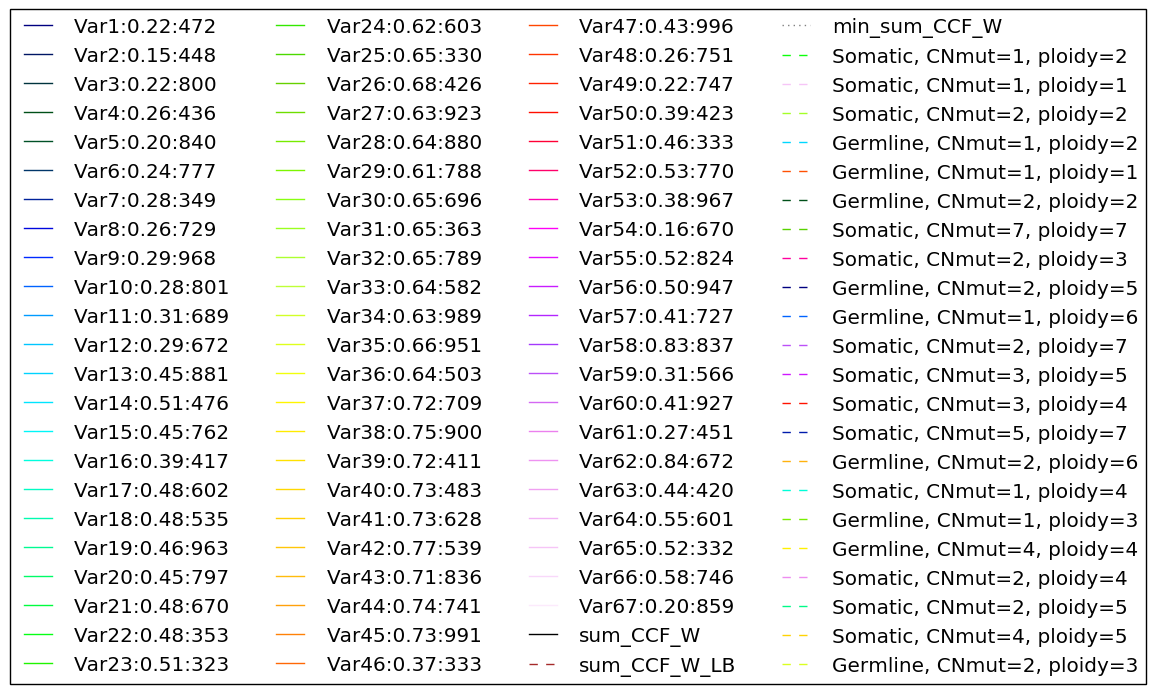 Var1:0.22:472
Var2:0.15:448
Var3:0.22:800
Var4:0.26:436
Var5:0.20:840
Var6:0.24:777
Var7:0.28:349
Var8:0.26:729
Var9:0.29:968
Var10:0.28:801
Var11:0.31:689
Var12:0.29:672
Var13:0.45:881
Var14:0.51:476
Var15:0.45:762
Var16:0.39:417
Var17:0.48:602
Var18:0.48:535
Var19:0.46:963
Var20:0.45:797
Var21:0.48:670
Var22:0.48:353
Var23:0.51:323
Var24:0.62:603
Var25:0.65:330
Var26:0.68:426
Var27:0.63:923
Var28:0.64:880
Var29:0.61:788
Var30:0.65:696
Var31:0.65:363
Var32:0.65:789
Var33:0.64:582
Var34:0.63:989
Var35:0.66:951
Var36:0.64:503
Var37:0.72:709
Var38:0.75:900
Var39:0.72:411
Var40:0.73:483
Var41:0.73:628
Var42:0.77:539
Var43:0.71:836
Var44:0.74:741
Var45:0.73:991
Var46:0.37:333
Var47:0.43:996
Var48:0.26:751
Var49:0.22:747
Var50:0.39:423
Var51:0.46:333
Var52:0.53:770
Var53:0.38:967
Var54:0.16:670
Var55:0.52:824
Var56:0.50:947
Var57:0.41:727
Var58:0.83:837
Var59:0.31:566
Var60:0.41:927
Var61:0.27:451
Var62:0.84:672
Var63:0.44:420
Var64:0.55:601
Var65:0.52:332
Var66:0.58:746
Var67:0.20:859
sum_CCF_W
sum_CCF_W_LB
min_sum_CCF_W
Somatic, CNmut=1, ploidy=2
Somatic, CNmut=1, ploidy=1
Somatic, CNmut=2, ploidy=2
Germline, CNmut=1, ploidy=2
Germline, CNmut=1, ploidy=1
Germline, CNmut=2, ploidy=2
Somatic, CNmut=7, ploidy=7
Somatic, CNmut=2, ploidy=3
Germline, CNmut=2, ploidy=5
Germline, CNmut=1, ploidy=6
Somatic, CNmut=2, ploidy=7
Somatic, CNmut=3, ploidy=5
Somatic, CNmut=3, ploidy=4
Somatic, CNmut=5, ploidy=7
Germline, CNmut=2, ploidy=6
Somatic, CNmut=1, ploidy=4
Germline, CNmut=1, ploidy=3
Germline, CNmut=4, ploidy=4
Somatic, CNmut=2, ploidy=4
Somatic, CNmut=2, ploidy=5
Somatic, CNmut=4, ploidy=5
Germline, CNmut=2, ploidy=3